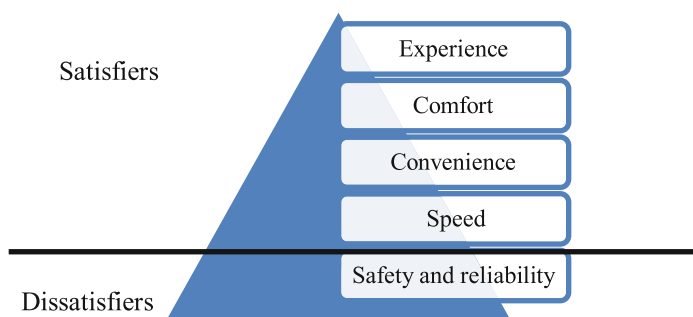 Satisfiers
Experience
Comfort
Convenience
Speed
Safety and reliability
Dissatisfiers